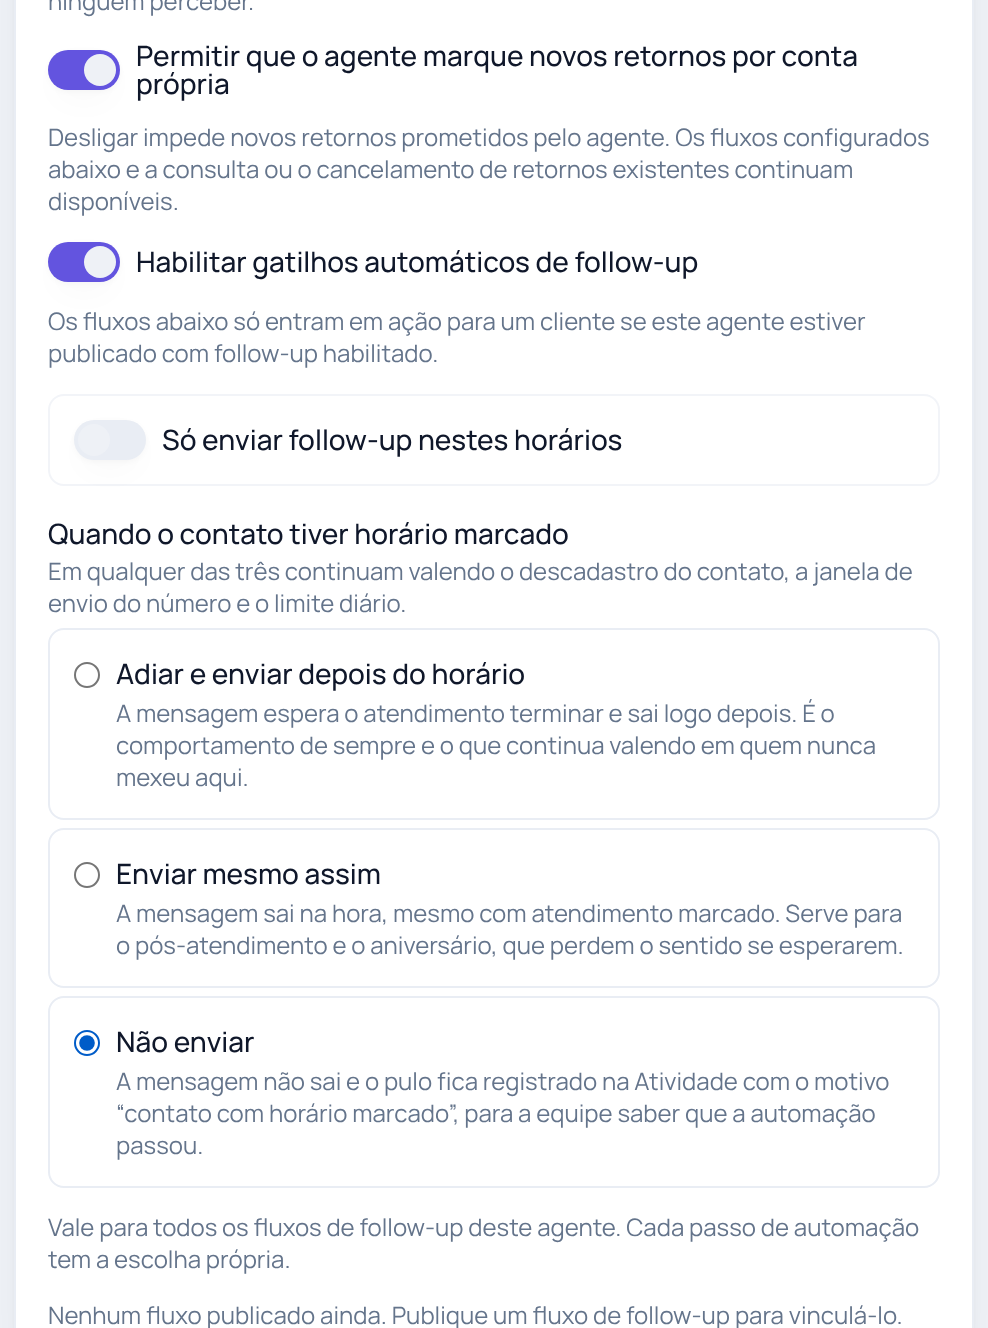 ninguém perceber.
Permitir que o agente marque novos retornos por conta
própria
Desligar impede novos retornos prometidos pelo agente. Os fluxos configurados
abaixo e a consulta ou o cancelamento de retornos existentes continuam
disponíveis.
Habilitar gatilhos automáticos de follow-up
Os fluxos abaixo só entram em ação para um cliente se este agente estiver
publicado com follow-up habilitado.
Só enviar follow-up nestes horários
Quando o contato tiver horário marcado
Em qualquer das três continuam valendo o descadastro do contato, a janela de
envio do número e o limite diário.
Adiar e enviar depois do horário
A mensagem espera o atendimento terminar e sai logo depois. É o
comportamento de sempre e o que continua valendo em quem nunca
mexeu aqui.
Enviar mesmo assim
A mensagem sai na hora, mesmo com atendimento marcado. Serve para
o pós-atendimento e o aniversário, que perdem o sentido se esperarem.
Não enviar
A mensagem não sai e o pulo fica registrado na Atividade com o motivo
“contato com horário marcado”, para a equipe saber que a automação
passou.
Vale para todos os fluxos de follow-up deste agente. Cada passo de automação
tem a escolha própria.
Nenhum fluxo publicado ainda. Publique um fluxo de follow-up para vinculá-lo.